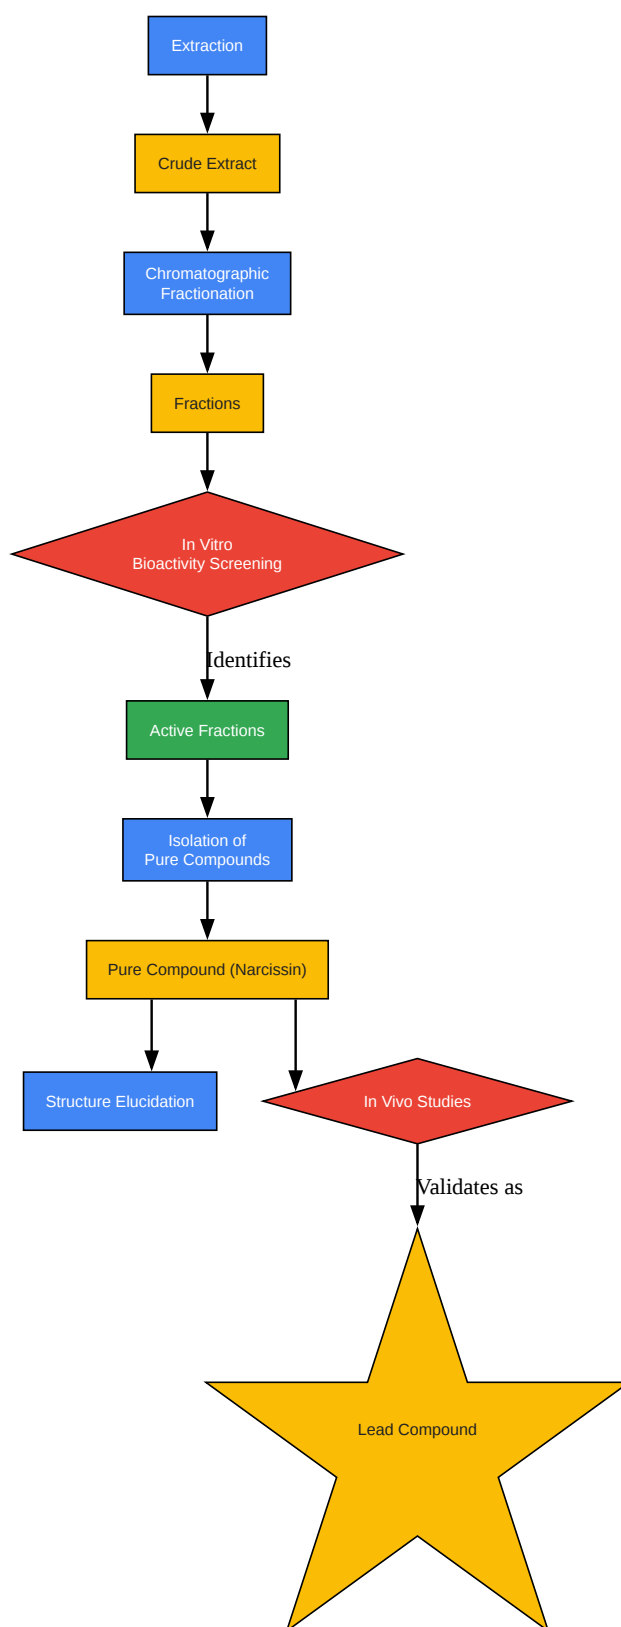 Extraction
Crude Extract
Chromatographic
Fractionation
Fractions
In Vitro
Bioactivity Screening
Identifies
Active Fractions
Isolation of
Pure Compounds
Pure Compound (Narcissin)
Structure Elucidation
In Vivo Studies
Validates as
Lead Compound